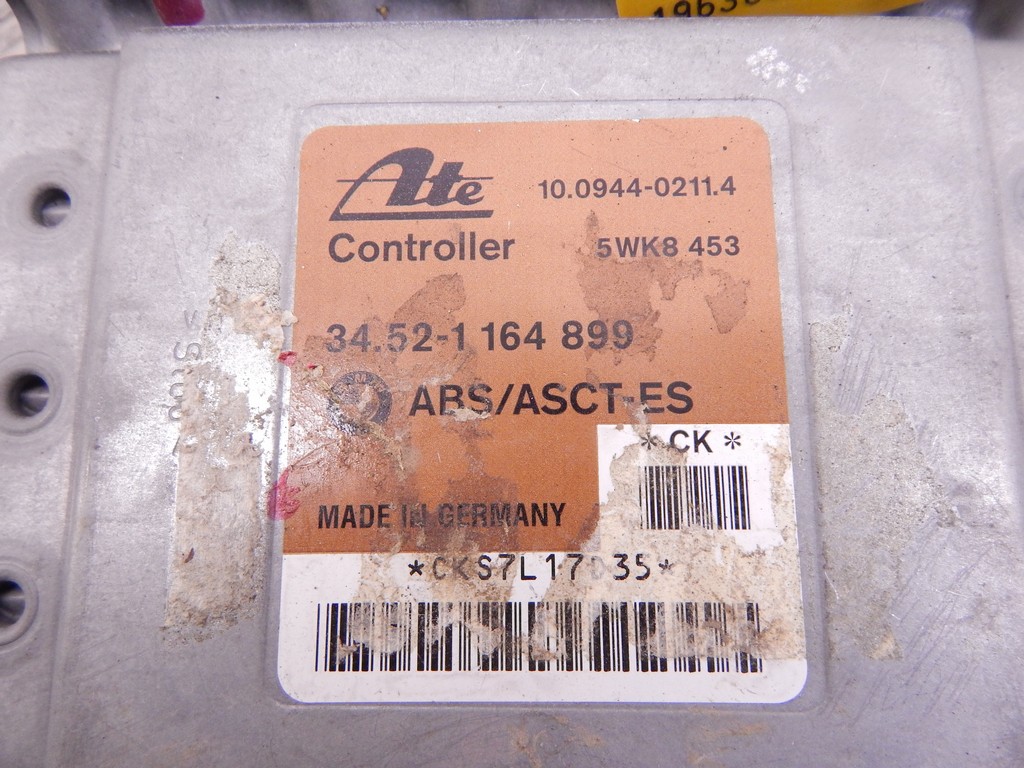 Ate
10.0944-0211.4
Controller
5WK8 453
34.52-1 164 899
ABS/ASCT-ES
* CK *
MADE IN GERMANY